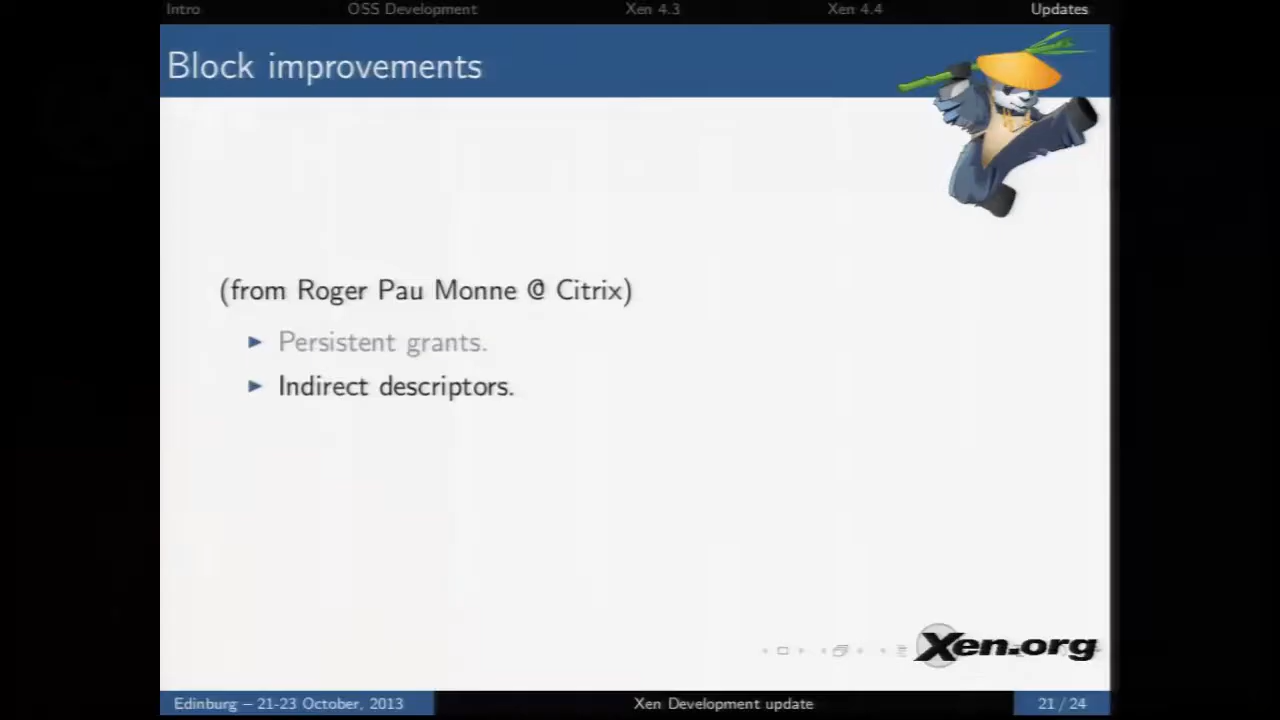 Intro OSS Development Xen 4.3 Xen 4.4 Updates
Block improvements
(from Roger Pau Monne @ Citrix)
Persistent grants.
Indirect descriptors.
Xen.org
Edinburg – 21-23 October, 2013 Xen Development update 21 / 24